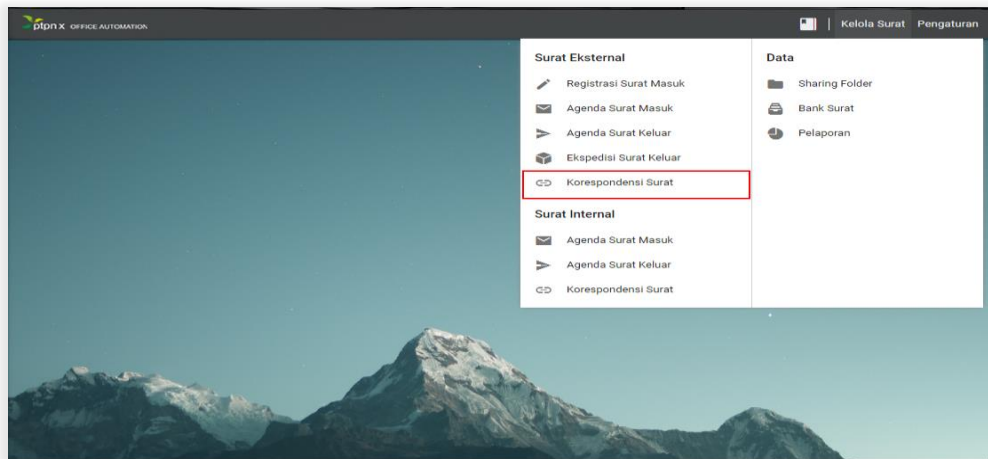 ptpn x OFFICE AUTOMATION
Kelola Surat
Pengaturan
Surat Eksternal
Registrasi Surat Masuk
Agenda Surat Masuk
Agenda Surat Keluar
Ekspedisi Surat Keluar
Korespondensi Surat
Surat Internal
Agenda Surat Masuk
Agenda Surat Keluar
Korespondensi Surat
Data
Sharing Folder
Bank Surat
Pelaporan